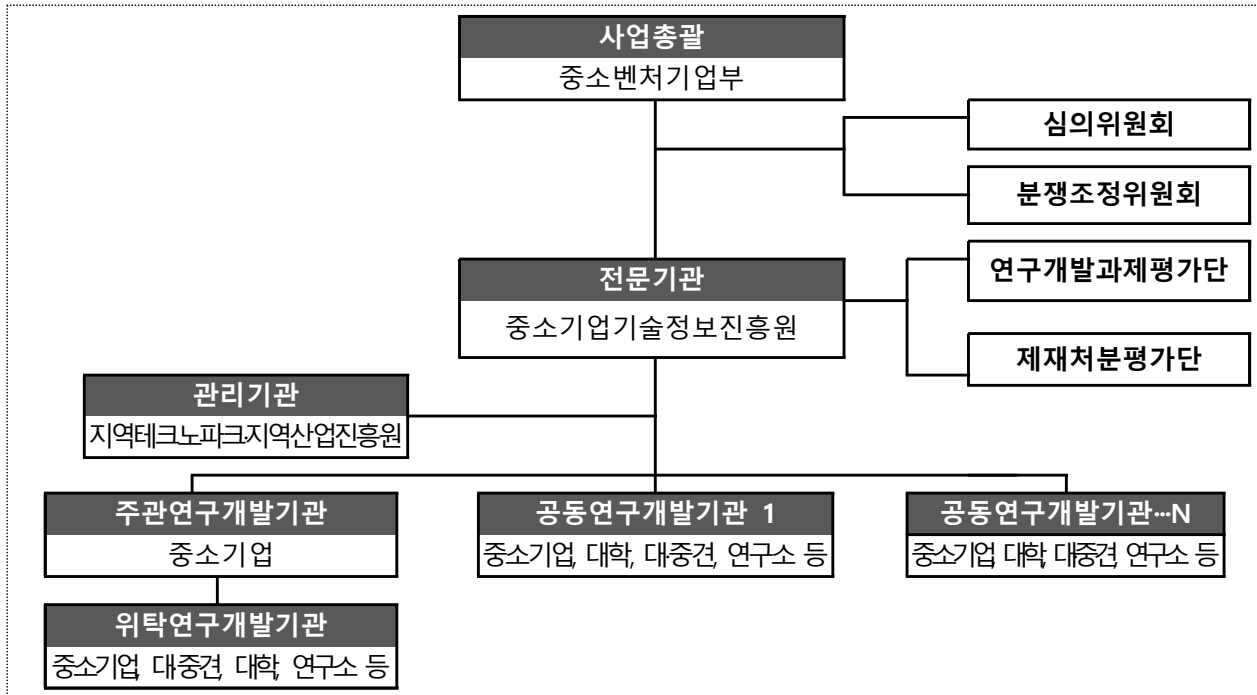 사업총괄
중소벤처기업부
심의위원회
분쟁조정위원회
전문기관
중소기업기술정보진흥원
연구개발과제평가단
제재처분평가단
관리기관
지역테크노파크·지역산업진흥원
주관연구개발기관
중소기업
공동연구개발기관 1
중소기업, 대학, 대·중견, 연구소 등
공동연구개발기관…N
중소기업, 대학, 대·중견, 연구소 등
위탁연구개발기관
중소기업, 대·중견, 대학, 연구소 등